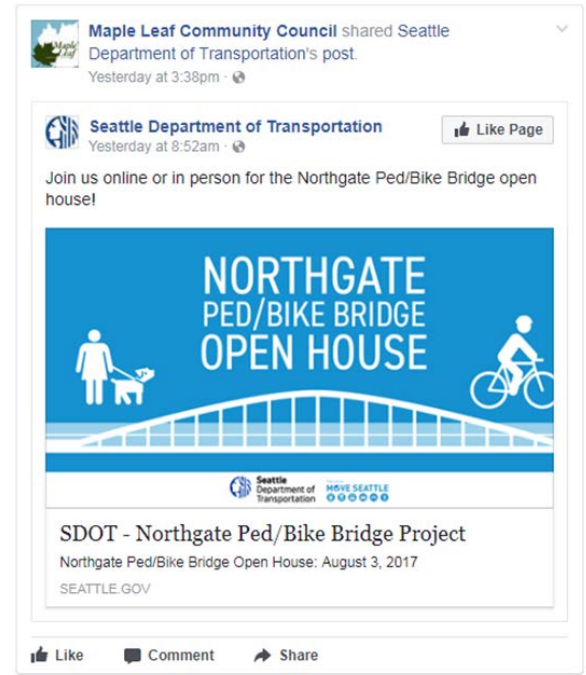 Maple Leaf Community Council shared Seattle
Department of Transportation's post.
Yesterday at 3:38pm ·
Seattle Department of Transportation
Like Page
Yesterday at 8:52am ·
Join us online or in person for the Northgate Ped/Bike Bridge open
house!
NORTHGATE
PED/BIKE BRIDGE
OPEN HOUSE
Seattle
Department of
Transportation
MOVE SEATTLE
SDOT - Northgate Ped/Bike Bridge Project
Northgate Ped/Bike Bridge Open House: August 3, 2017
SEATTLE.GOV
Like Comment Share